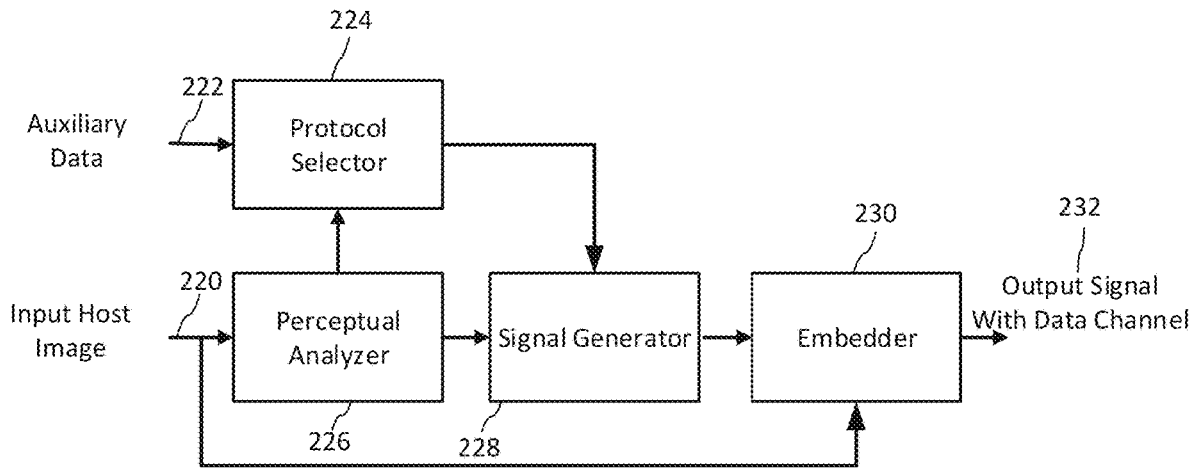 224
222
Auxiliary
Data
Protocol
Selector
230
232
220
Input Host
Image
Perceptual
Analyzer
Signal Generator
Embedder
Output Signal
With Data Channel
226
228